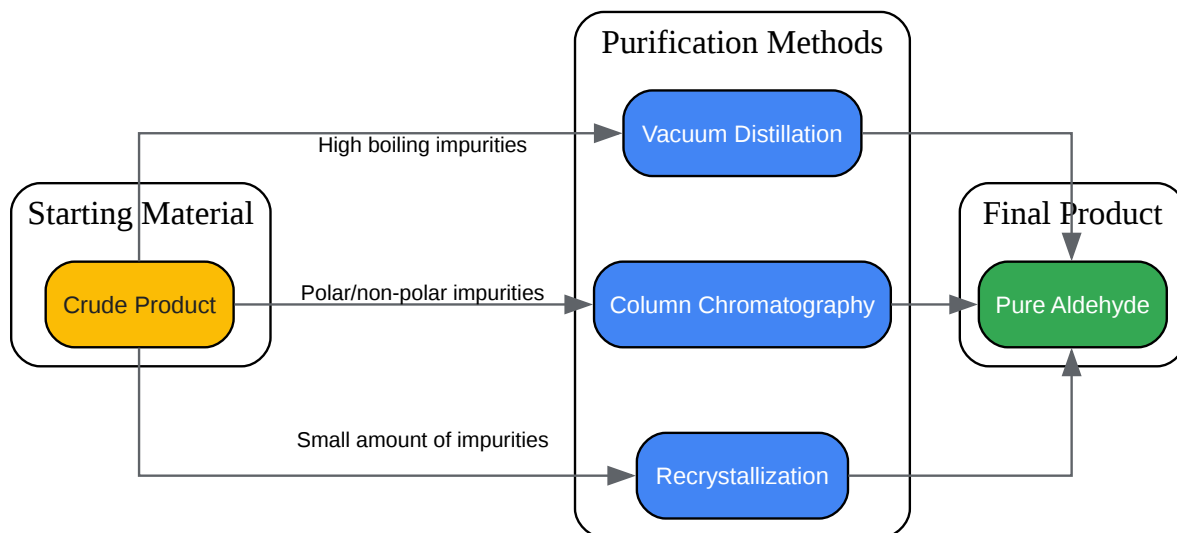 Purification Methods
Vacuum Distillation
High boiling impurities
Starting Material
Final Product
Crude Product
Polar/non-polar impurities
Column Chromatography
Pure Aldehyde
Small amount of impurities
Recrystallization